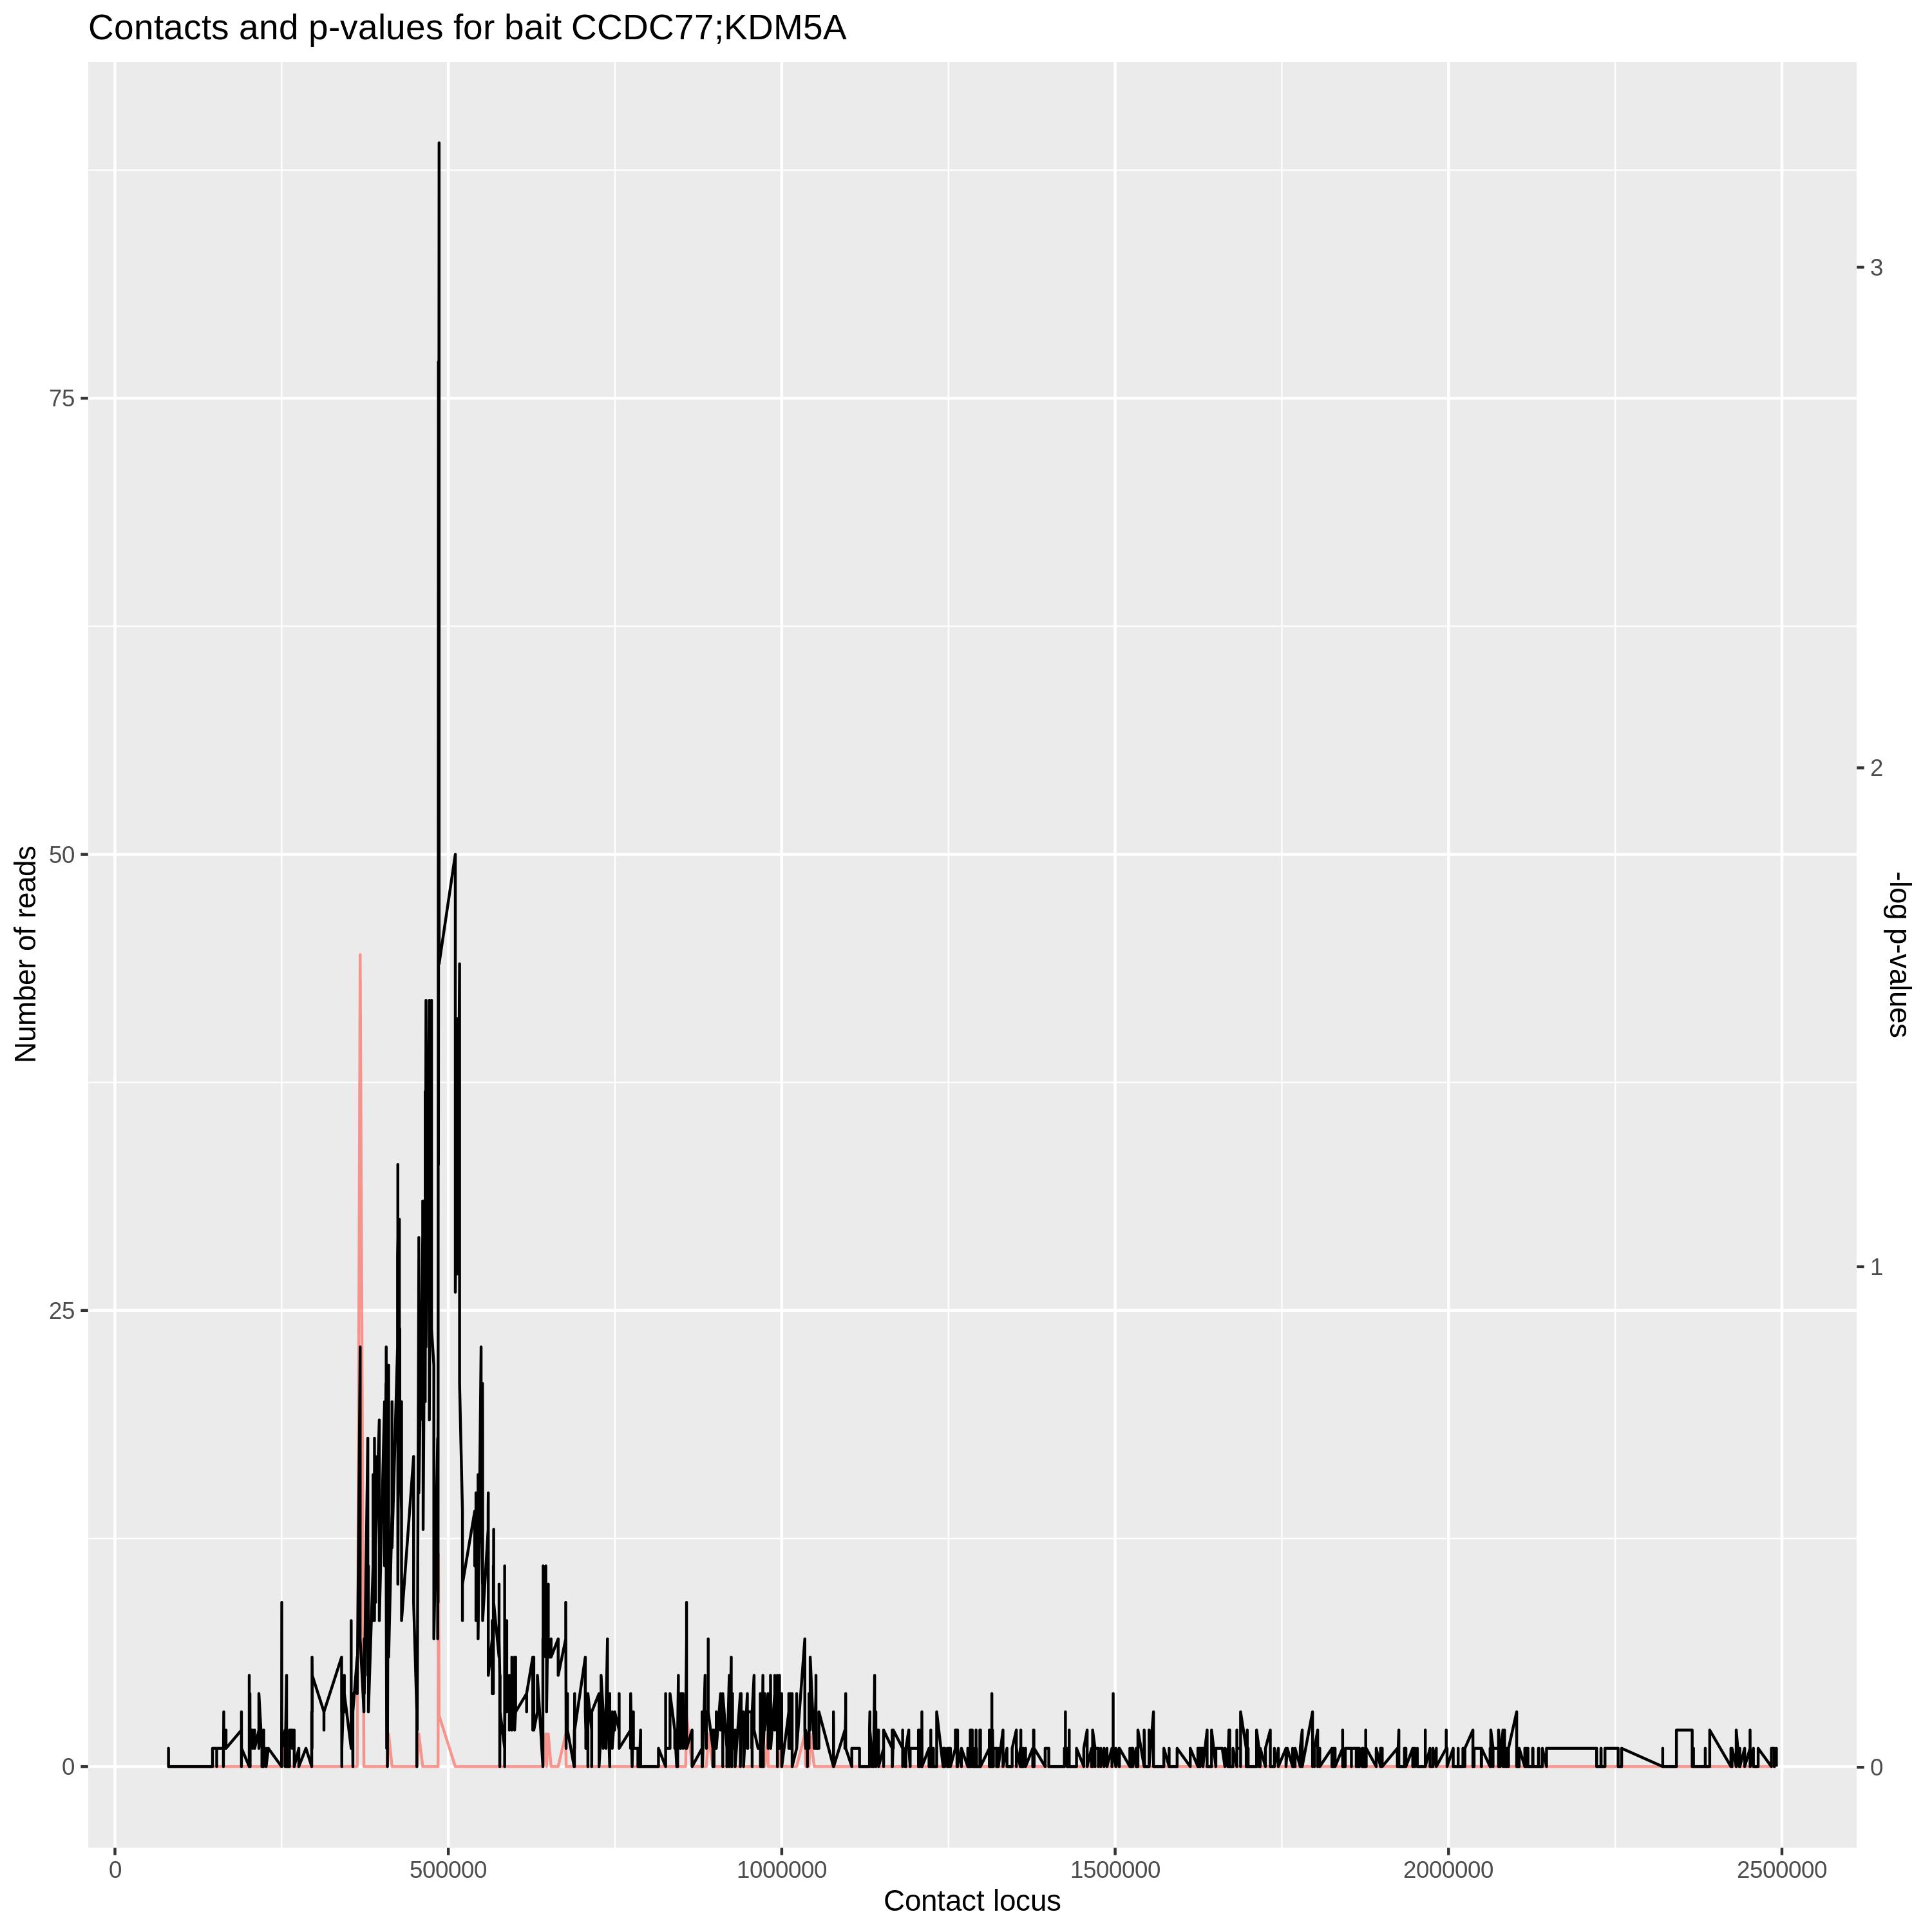 Contacts and p-values for bait CCDC77;KDM5A
Number of reads
75
50
25
0
3
2
1
0
-log p-values
0 500000 1000000 1500000 2000000 2500000
Contact locus